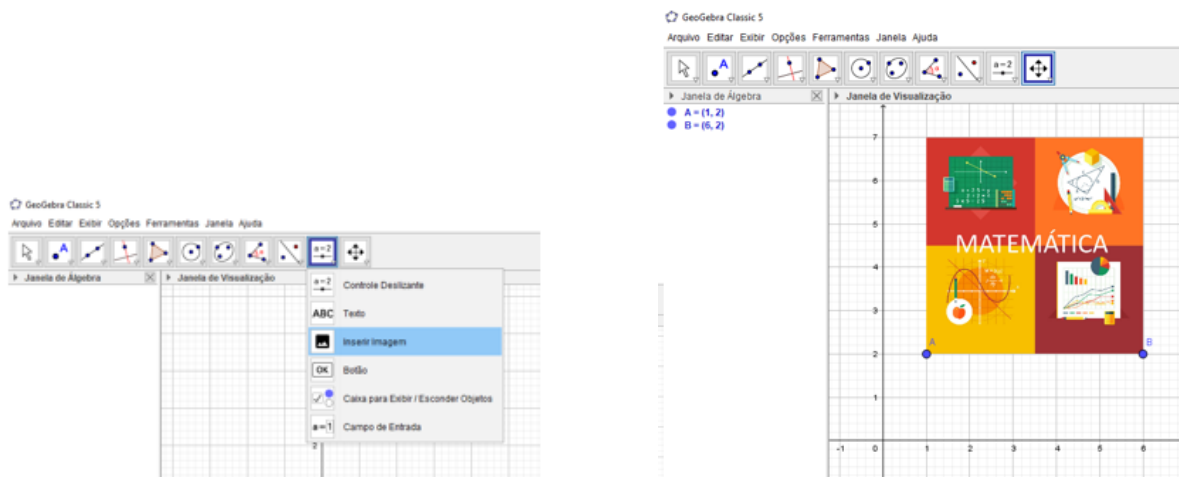 GeoGebra Classic 5
Arquivo Editar Exibir Opções Ferramentas Janela Ajuda
A
a=2
Janela de Álgebra
Janela de Visualização
a=2 Controle Deslizante
ABC Texto
Inserir Imagem
OK Botão
Caixa para Exibir / Esconder Objetos
a=1 Campo de Entrada
2
GeoGebra Classic 5
Arquivo Editar Exibir Opções Ferramentas Janela Ajuda
A
a=2
Janela de Álgebra
Janela de Visualização
A = (1, 2)
B = (6, 2)
7
6
5
MATEMÁTICA
4
3
A
B
2
1
-1 0 1 2 3 4 5 6